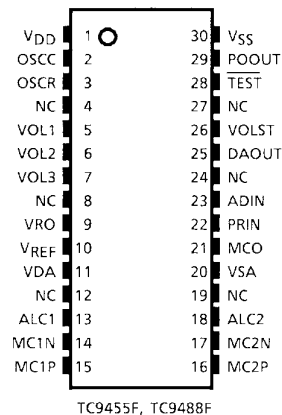 VDD 1 30 VSS
OSCC 2 29 POOUT
OSCR 3 28 TEST
NC 4 27 NC
VOL1 5 26 VOLST
VOL2 6 25 DAOUT
VOL3 7 24 NC
NC 8 23 ADIN
VRO 9 22 PRIN
VREF 10 21 MCO
VDA 11 20 VSA
NC 12 19 NC
ALC1 13 18 ALC2
MC1N 14 17 MC2N
MC1P 15 16 MC2P
TC9455F, TC9488F